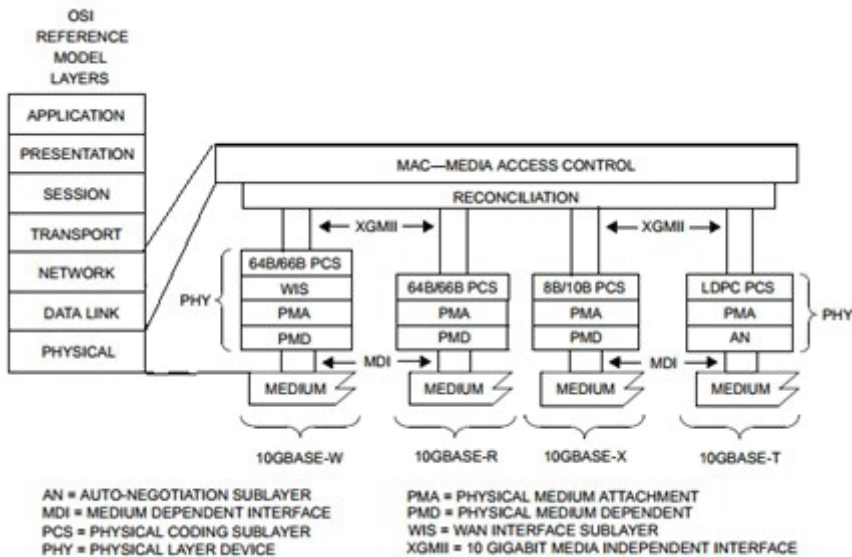 OSI
REFERENCE
MODEL
LAYERS
APPLICATION
PRESENTATION
SESSION
TRANSPORT
NETWORK
DATA LINK
PHYSICAL
MAC—MEDIA ACCESS CONTROL
RECONCILIATION
XGMII XGMII
PHY
64B/66B PCS
WIS
PMA
PMD
64B/66B PCS
PMA
PMD
8B/10B PCS
PMA
PMD
LDPC PCS
PMA
AN
PHY
MDI MDI
MEDIUM MEDIUM MEDIUM MEDIUM
10GBASE-W 10GBASE-R 10GBASE-X 10GBASE-T
AN = AUTO-NEGOTIATION SUBLAYER
MDI = MEDIUM DEPENDENT INTERFACE
PCS = PHYSICAL CODING SUBLAYER
PHY = PHYSICAL LAYER DEVICE
PMA = PHYSICAL MEDIUM ATTACHMENT
PMD = PHYSICAL MEDIUM DEPENDENT
WIS = WAN INTERFACE SUBLAYER
XGMII = 10 GIGABIT MEDIA INDEPENDENT INTERFACE